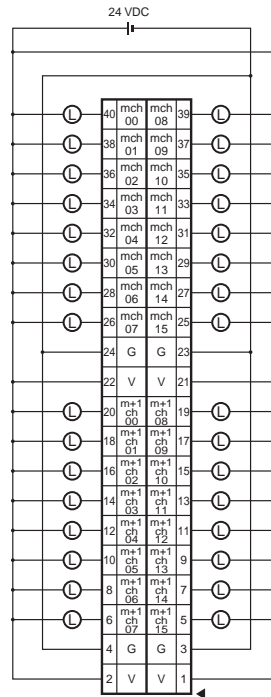 24 VDC
L 40 mch 00 mch 08 39 L
L 38 mch 01 mch 09 37 L
L 36 mch 02 mch 10 35 L
L 34 mch 03 mch 11 33 L
L 32 mch 04 mch 12 31 L
L 30 mch 05 mch 13 29 L
L 28 mch 06 mch 14 27 L
L 26 mch 07 mch 15 25 L
24 G G 23
22 V V 21
L 20 m+1 ch 00 m+1 ch 08 19 L
L 18 m+1 ch 01 m+1 ch 09 17 L
L 16 m+1 ch 02 m+1 ch 10 15 L
L 14 m+1 ch 03 m+1 ch 11 13 L
L 12 m+1 ch 04 m+1 ch 12 11 L
L 10 m+1 ch 05 m+1 ch 13 9 L
L 8 m+1 ch 06 m+1 ch 14 7 L
L 6 m+1 ch 07 m+1 ch 15 5 L
4 G G 3
2 V V 1